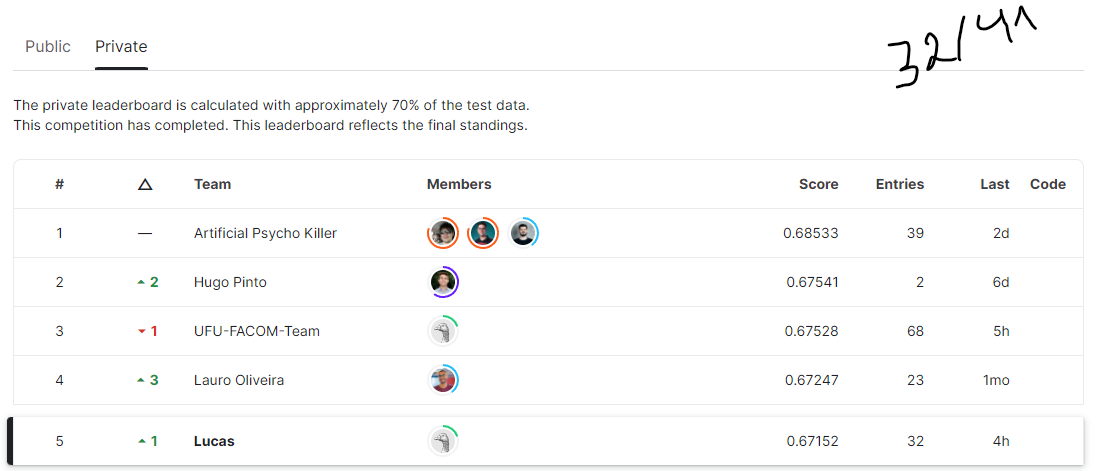 Public Private
32/41
The private leaderboard is calculated with approximately 70% of the test data.
This competition has completed. This leaderboard reflects the final standings.
# △ Team Members Score Entries Last Code
1 — Artificial Psycho Killer 0.68533 39 2d
2 ▲ 2 Hugo Pinto 0.67541 2 6d
3 ▼ 1 UFU-FACOM-Team 0.67528 68 5h
4 ▲ 3 Lauro Oliveira 0.67247 23 1mo
5 ▲ 1 Lucas 0.67152 32 4h